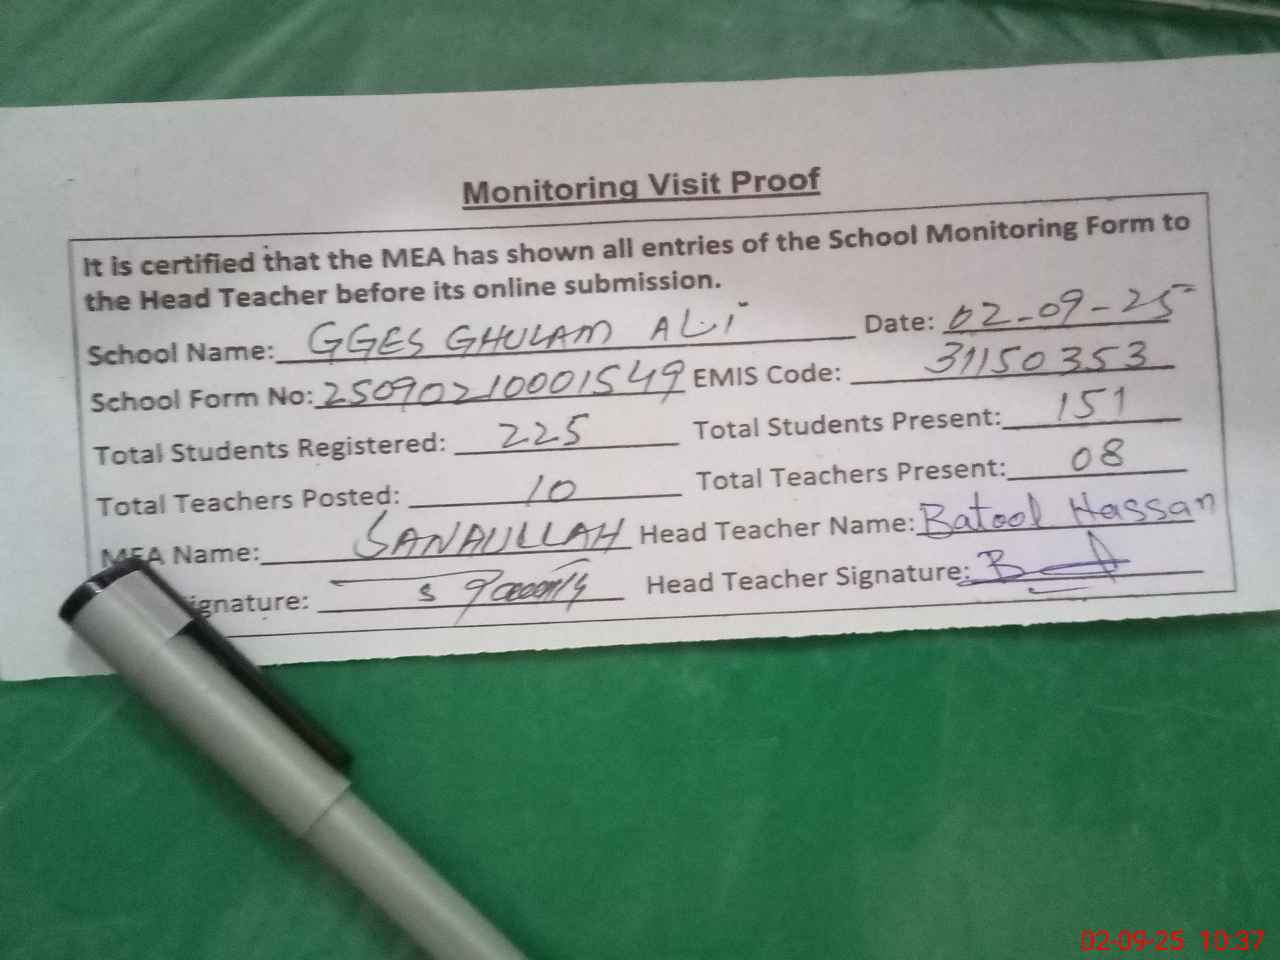 Monitoring Visit Proof
It is certified that the MEA has shown all entries of the School Monitoring Form to
the Head Teacher before its online submission.
School Name: GGES GHULAM ALi Date: 02-09-25
School Form No: 25090210001549 EMIS Code: 31150353
Total Students Registered: 225 Total Students Present: 151
Total Teachers Posted: 10 Total Teachers Present: 08
MEA Name: SANAULLAH Head Teacher Name: Batool Hassan
ignature: Head Teacher Signature:
02-09-25 10:37